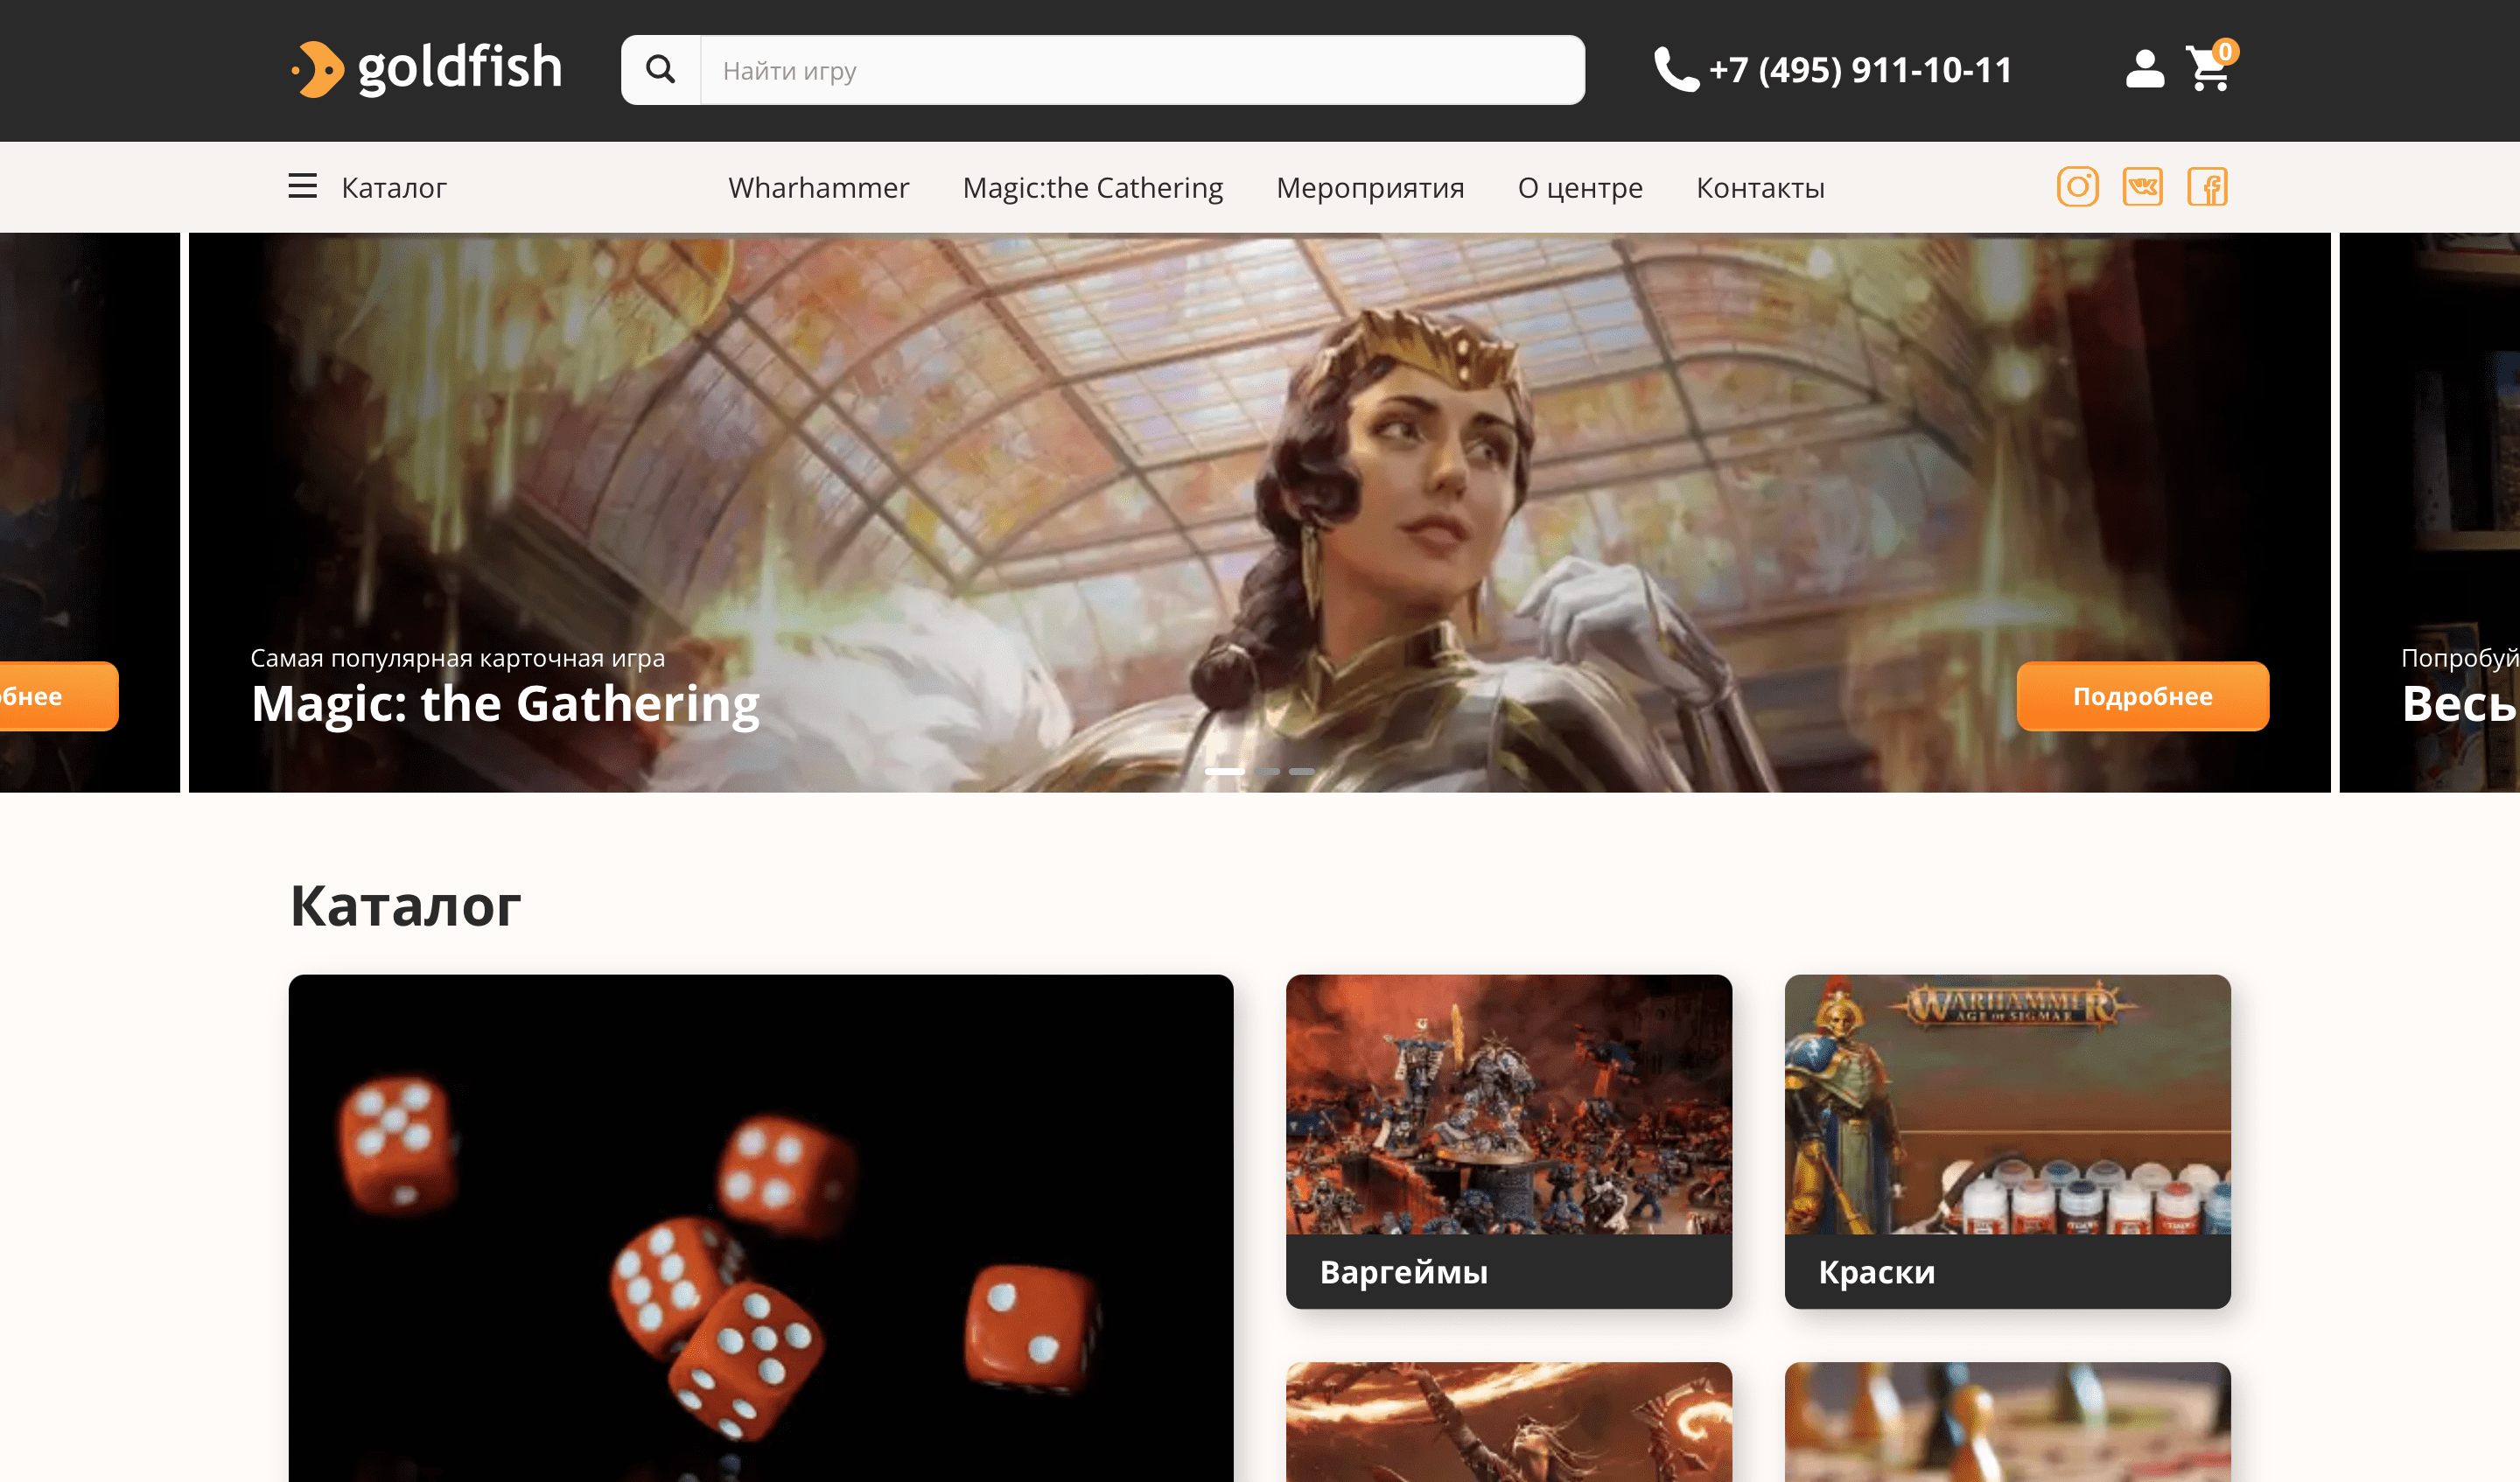 goldfish
Найти игру
+7 (495) 911-10-11
0
Каталог
Wharhammer
Magic:the Cathering
Мероприятия
О центре
Контакты
бнее
Самая популярная карточная игра
Magic: the Gathering
Подробнее
Попробуй
Весь
Каталог
WARHAMMER
AGE OF SIGMAR
Варгеймы
Краски